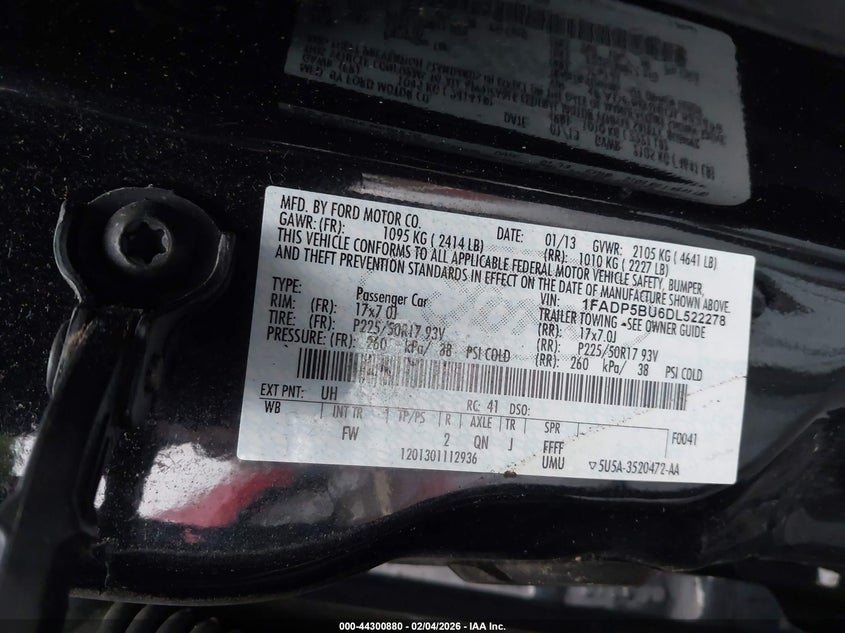 MFD. BY FORD MOTOR CO.
DATE: 01/13 GVWR: 2105 KG ( 4641 LB)
GAWR: (FR): 1095 KG ( 2414 LB) (RR): 1010 KG ( 2227 LB)
THIS VEHICLE CONFORMS TO ALL APPLICABLE FEDERAL MOTOR VEHICLE SAFETY, BUMPER,
AND THEFT PREVENTION STANDARDS IN EFFECT ON THE DATE OF MANUFACTURE SHOWN ABOVE.
VIN: 1FADP5BU6DL522278
TYPE: Passenger Car TRAILER TOWING - SEE OWNER GUIDE
RIM: (FR): 17x7.0J (RR): 17x7.0J
TIRE: (FR): P225/50R17 93V (RR): P225/50R17 93V
PRESSURE: (FR): 260 kPa/ 38 PSI COLD (RR): 260 kPa/ 38 PSI COLD
EXT PNT: UH RC: 41 DSO:
WB INT TR TP/PS R AXLE TR SPR F0041
FW 2 QN J FFFF
1201301112936 UMU ▽5U5A-3520472-AA
000-44300880 - 02/04/2026 - IAA Inc.